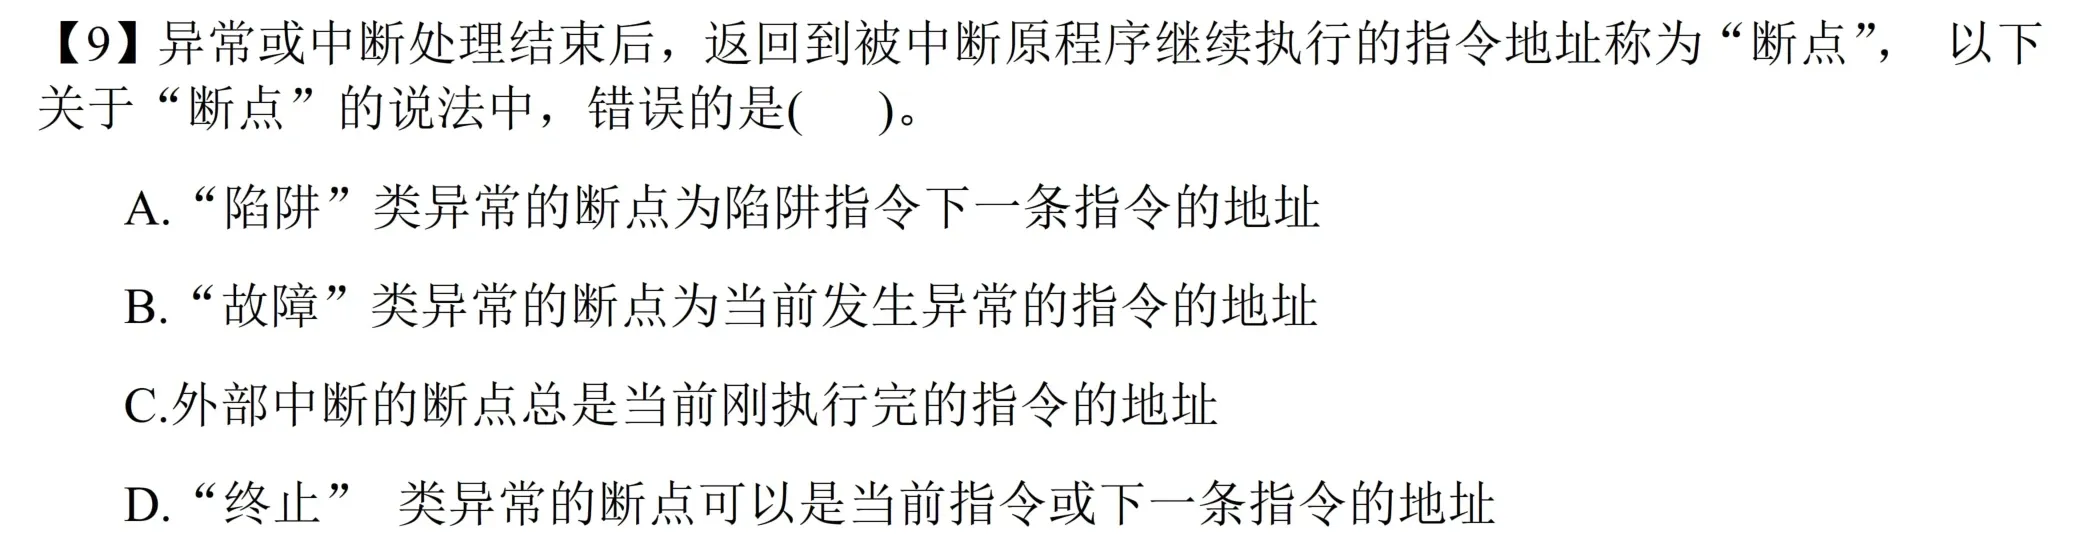 【9】异常或中断处理结束后，返回到被中断原程序继续执行的指令地址称为“断点”， 以下
关于“断点”的说法中，错误的是( )。
A.“陷阱”类异常的断点为陷阱指令下一条指令的地址
B.“故障”类异常的断点为当前发生异常的指令的地址
C.外部中断的断点总是当前刚执行完的指令的地址
D.“终止” 类异常的断点可以是当前指令或下一条指令的地址